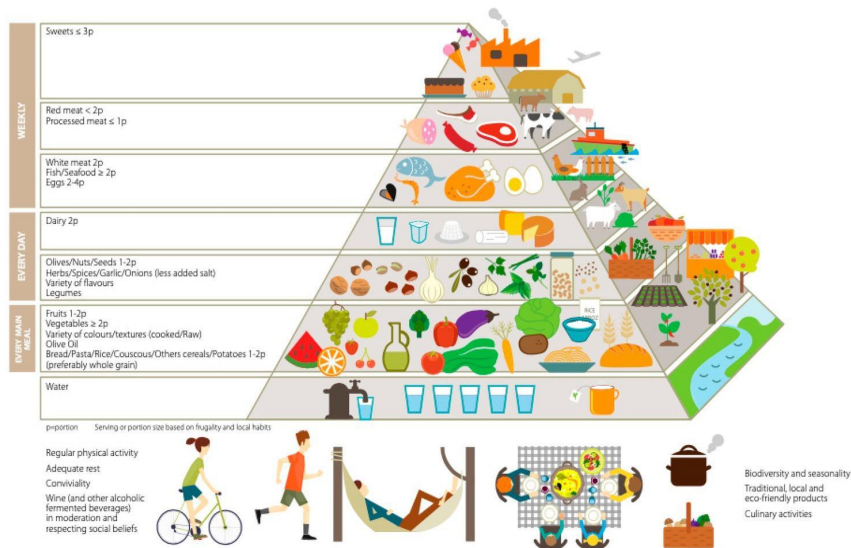 WEEKLY
Sweets ≤ 3p
Red meat < 2p
Processed meat ≤ 1p
White meat 2p
Fish/Seafood ≥ 2p
Eggs 2-4p
EVERY DAY
Dairy 2p
Olives/Nuts/Seeds 1-2p
Herbs/Spices/Garlic/Onions (less added salt)
Variety of flavours
Legumes
EVERY MAIN
MEAL
Fruits 1-2p
Vegetables ≥ 2p
Variety of colours/textures (cooked/Raw)
Olive Oil
Bread/Pasta/Rice/Couscous/Others cereals/Potatoes 1-2p
(preferably whole grain)
RICE
Water
p=portion Serving or portion size based on frugality and local habits
Regular physical activity
Adequate rest
Conviviality
Wine (and other alcoholic
fermented beverages)
in moderation and
respecting social beliefs
Biodiversity and seasonality
Traditional, local and
eco-friendly products
Culinary activities